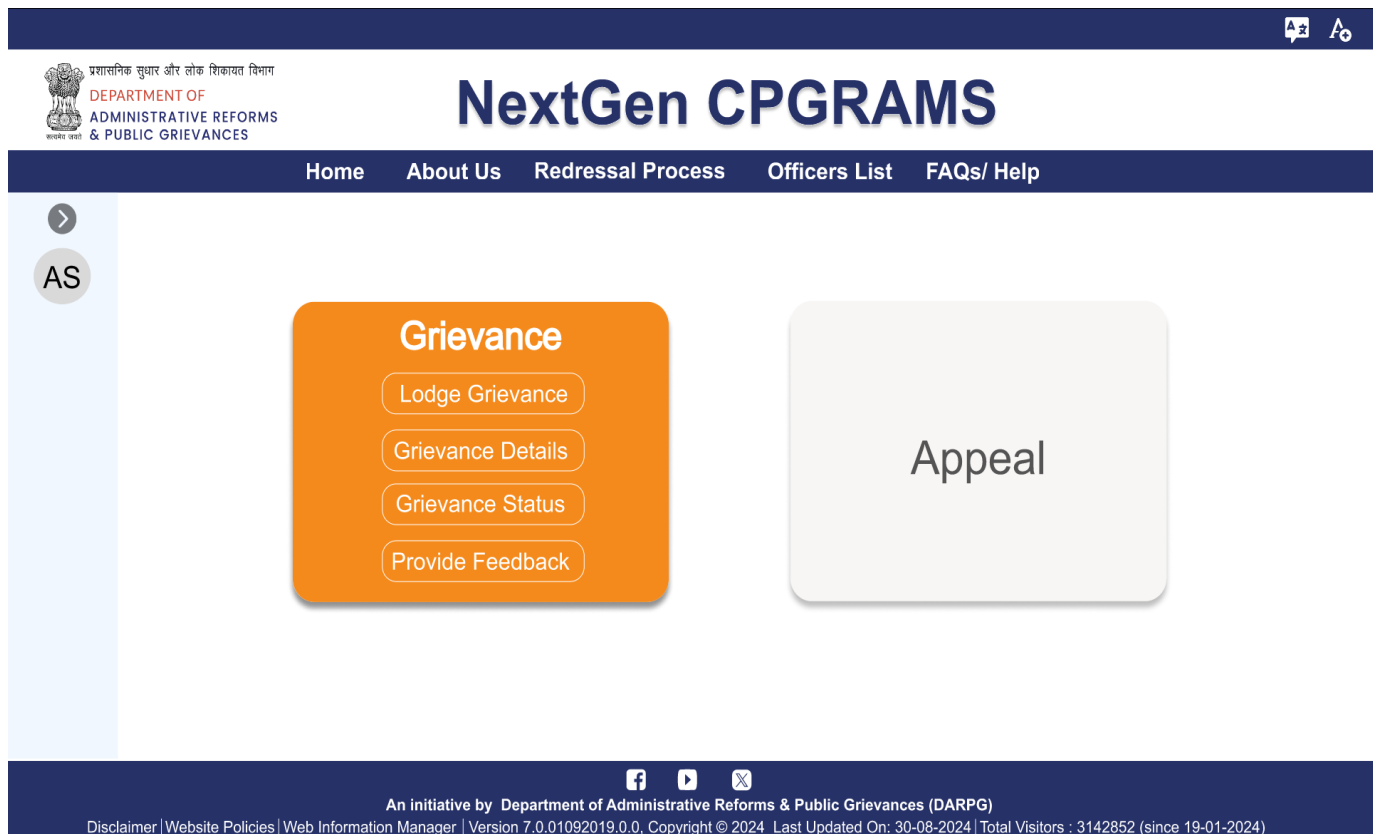 प्रशासनिक सुधार और लोक शिकायत विभाग
DEPARTMENT OF
ADMINISTRATIVE REFORMS
& PUBLIC GRIEVANCES
सत्यमेव जयते
NextGen CPGRAMS
Home About Us Redressal Process Officers List FAQs/ Help
AS
Grievance
Lodge Grievance
Grievance Details
Grievance Status
Provide Feedback
Appeal
An initiative by Department of Administrative Reforms & Public Grievances (DARPG)
Disclaimer|Website Policies|Web Information Manager | Version 7.0.01092019.0.0, Copyright © 2024 Last Updated On: 30-08-2024|Total Visitors : 3142852 (since 19-01-2024)